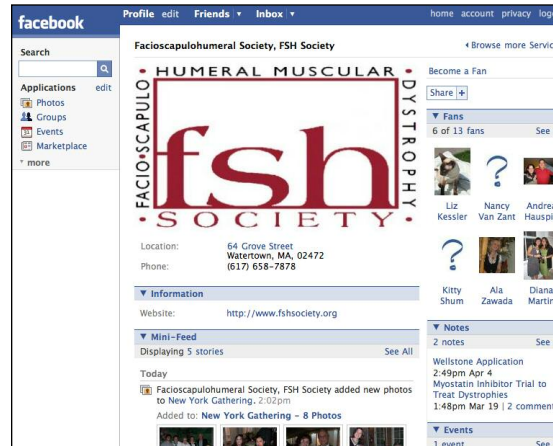 facebook
Profile edit Friends Inbox
home account privacy
Search
Applications edit
Photos
Groups
Events
Marketplace
more
Facioscapulohumeral Society, FSH Society
Browse more
HUMERAL MUSCULAR
FACIO•SCAPULO
DYSTROPHY
fsh
SOCIETY
Location: 64 Grove Street
Watertown, MA, 02472
Phone: (617) 658-7878
Information
Website: http://www.fshsociety.org
Mini-Feed
Displaying 5 stories See All
Today
Facioscapulohumeral Society, FSH Society added new photos
to New York Gathering. 2:02pm
Added to: New York Gathering – 8 Photos
Become a Fan
Share +
Fans
6 of 13 fans See
Liz Kessler
Nancy Van Zant
Kitty Shum
Ala Zawada
Diana
Notes
2 notes See
Wellstone Application
2:49pm Apr 4
Myostatin Inhibitor Trial to
Treat Dystrophies
1:48pm Mar 19 | 2
Events
1 event See